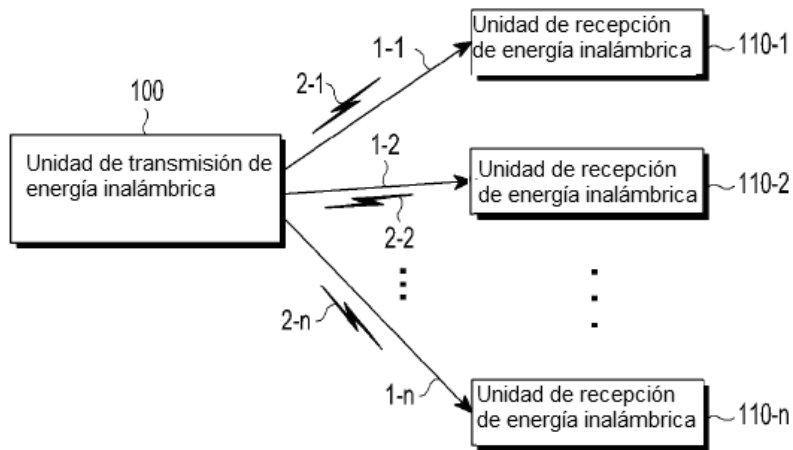 Unidad de recepción
de energía inalámbrica
110-1
1-1
2-1
100
Unidad de transmisión de
energía inalámbrica
1-2
Unidad de recepción
de energía inalámbrica
110-2
2-2
2-n
1-n
Unidad de recepción
de energía inalámbrica
110-n